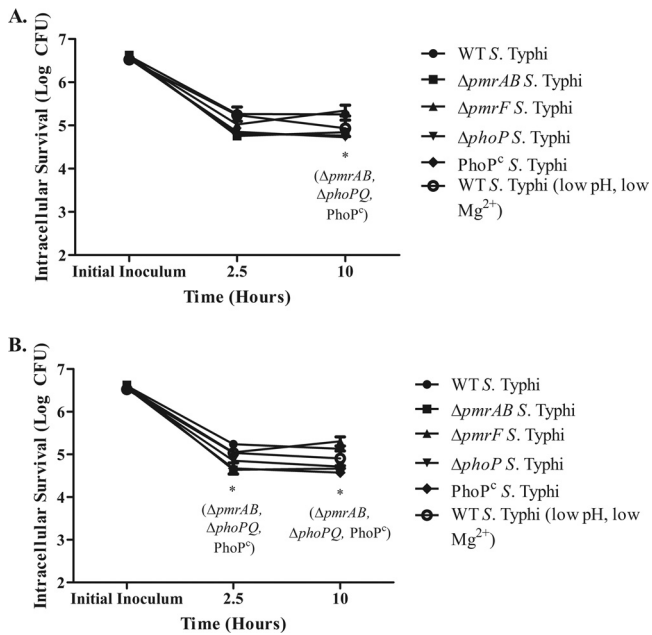 A.
Intracellular Survival (Log CFU)
7
6
5
4
3
2
Initial Inoculum
2.5
10
Time (Hours)
*
(ΔpmrAB,
ΔphoPQ,
PhoPᶜ)
WT S. Typhi
ΔpmrAB S. Typhi
ΔpmrF S. Typhi
ΔphoP S. Typhi
PhoPᶜ S. Typhi
WT S. Typhi (low pH, low
Mg²⁺)
B.
Intracellular Survival (Log CFU)
7
6
5
4
3
2
Initial Inoculum
2.5
10
Time (Hours)
*
(ΔpmrAB,
ΔphoPQ,
PhoPᶜ)
*
(ΔpmrAB,
ΔphoPQ, PhoPᶜ)
WT S. Typhi
ΔpmrAB S. Typhi
ΔpmrF S. Typhi
ΔphoP S. Typhi
PhoPᶜ S. Typhi
WT S. Typhi (low pH, low
Mg²⁺)